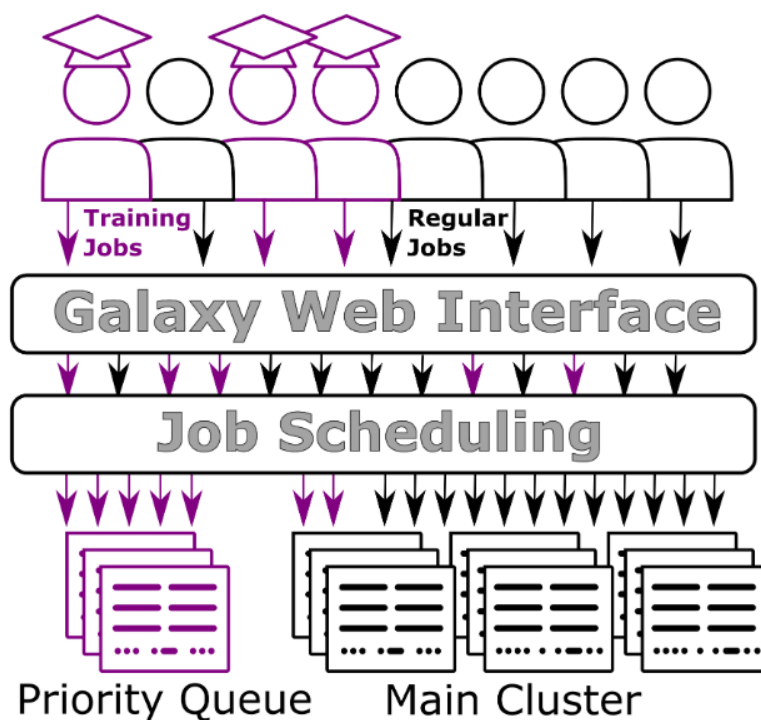 Training
Jobs
Regular
Jobs
Galaxy Web Interface
Job Scheduling
Priority Queue
Main Cluster